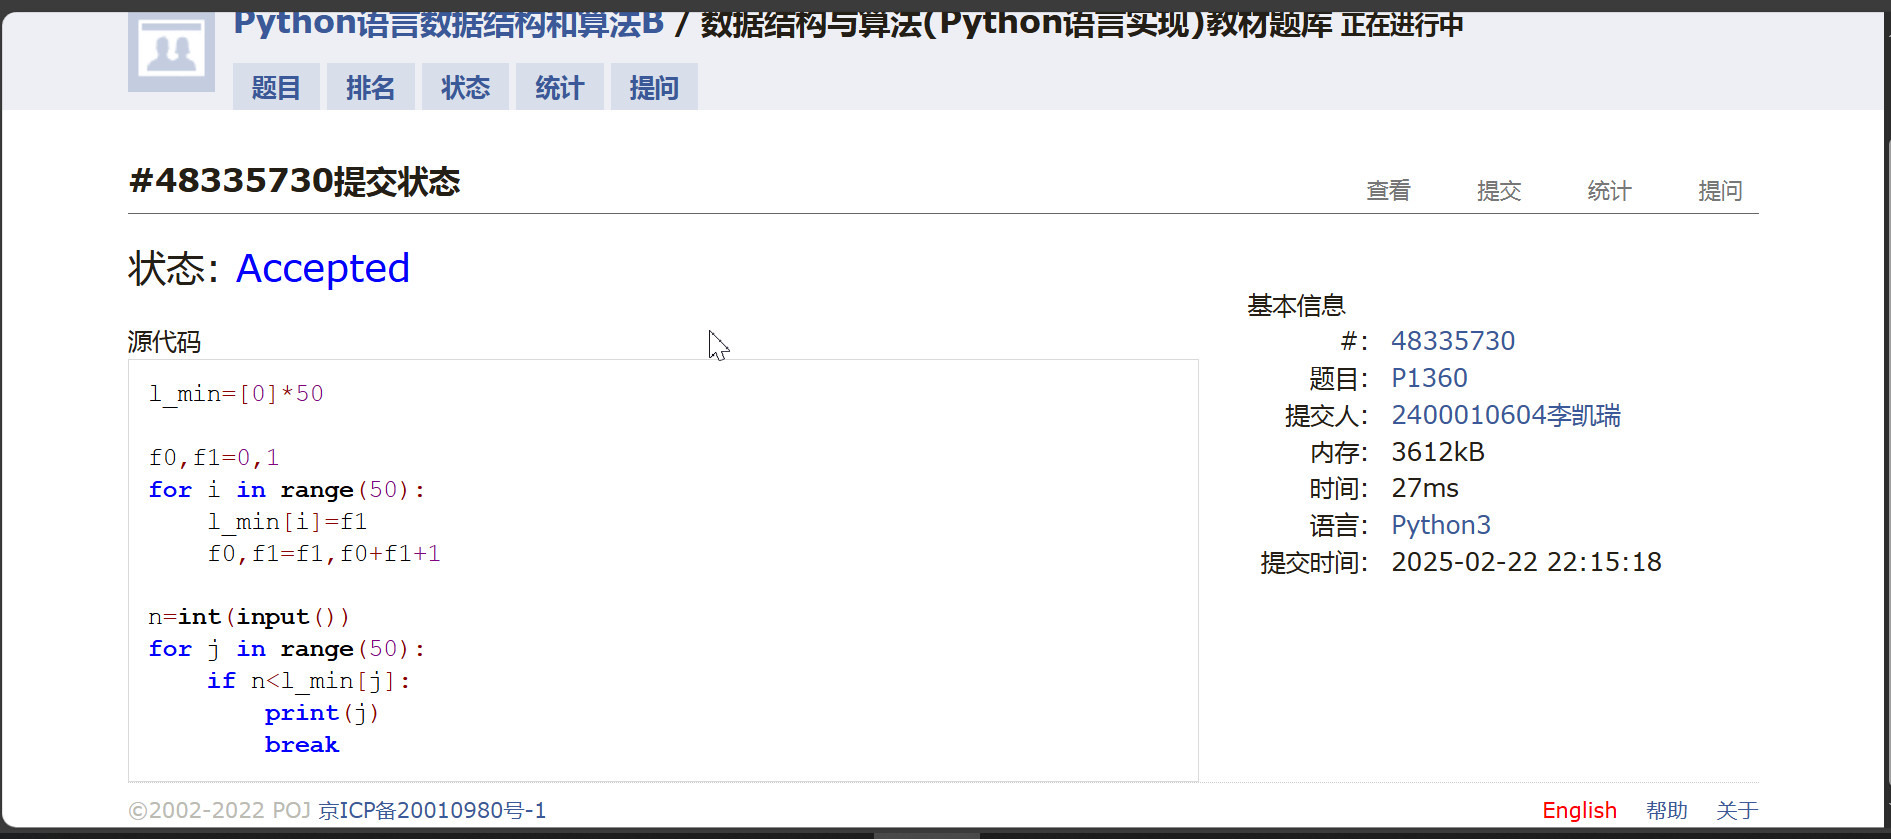 Python语言数据结构和算法B / 数据结构与算法(Python语言实现)教材题库 正在进行中
题目 排名 状态 统计 提问
#48335730提交状态
查看 提交 统计 提问
状态: Accepted
基本信息
#: 48335730
题目: P1360
提交人: 2400010604李凯瑞
内存: 3612kB
时间: 27ms
语言: Python3
提交时间: 2025-02-22 22:15:18
源代码
l_min=[0]*50

f0,f1=0,1
for i in range(50):
    l_min[i]=f1
    f0,f1=f1,f0+f1+1

n=int(input())
for j in range(50):
    if n<l_min[j]:
        print(j)
        break
©2002-2022 POJ 京ICP备20010980号-1
English 帮助 关于